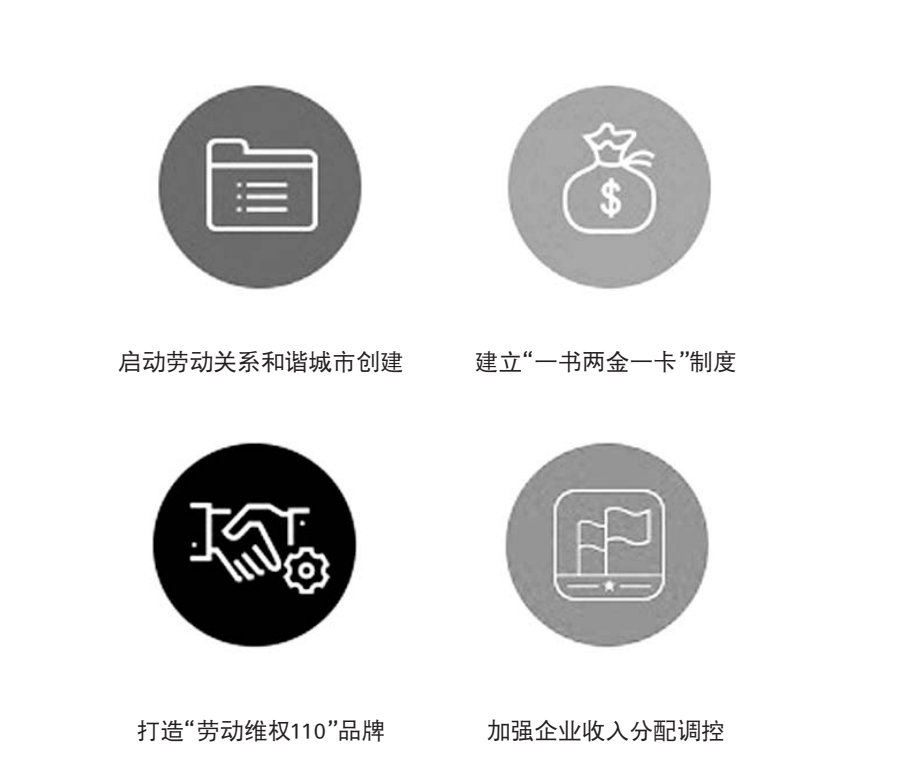 启动劳动关系和谐城市创建
建立“一书两金一卡”制度
打造“劳动维权110”品牌
加强企业收入分配调控